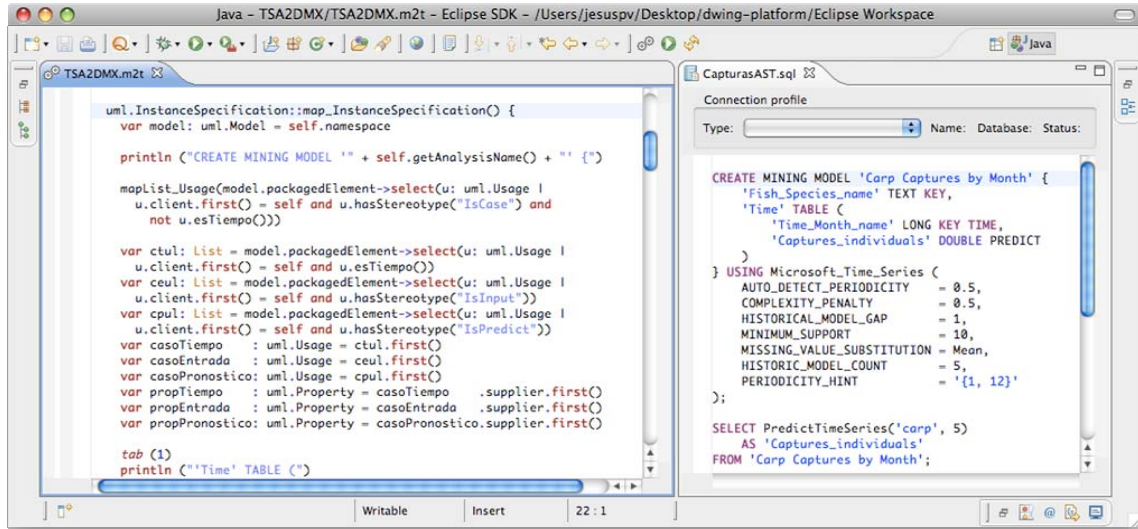 Java - TSA2DMX/TSA2DMX.m2t - Eclipse SDK - /Users/jesuspv/Desktop/dwing-platform/Eclipse Workspace
Java
TSA2DMX.m2t
uml.InstanceSpecification::map_InstanceSpecification() {
var model: uml.Model = self.namespace
println ("CREATE MINING MODEL '" + self.getAnalysisName() + "' {")
mapList_Usage(model.packagedElement->select(u: uml.Usage |
u.client.first() = self and u.hasStereotype("IsCase") and
not u.esTiempo()))
var ctul: List = model.packagedElement->select(u: uml.Usage |
u.client.first() = self and u.esTiempo())
var ceul: List = model.packagedElement->select(u: uml.Usage |
u.client.first() = self and u.hasStereotype("IsInput"))
var cpul: List = model.packagedElement->select(u: uml.Usage |
u.client.first() = self and u.hasStereotype("IsPredict"))
var casoTiempo    : uml.Usage = ctul.first()
var casoEntrada   : uml.Usage = ceul.first()
var casoPronostico: uml.Usage = cpul.first()
var propTiempo    : uml.Property = casoTiempo    .supplier.first()
var propEntrada   : uml.Property = casoEntrada   .supplier.first()
var propPronostico: uml.Property = casoPronostico.supplier.first()
tab (1)
println ("'Time' TABLE (")
CapturasAST.sql
Connection profile
Type: Name: Database: Status:
CREATE MINING MODEL 'Carp Captures by Month' {
'Fish_Species_name' TEXT KEY,
'Time' TABLE (
'Time_Month_name' LONG KEY TIME,
'Captures_individuals' DOUBLE PREDICT
)
} USING Microsoft_Time_Series (
AUTO_DETECT_PERIODICITY = 0.5,
COMPLEXITY_PENALTY = 0.5,
HISTORICAL_MODEL_GAP = 1,
MINIMUM_SUPPORT = 10,
MISSING_VALUE_SUBSTITUTION = Mean,
HISTORIC_MODEL_COUNT = 5,
PERIODICITY_HINT = '{1, 12}'
);
SELECT PredictTimeSeries('carp', 5)
AS 'Captures_individuals'
FROM 'Carp Captures by Month';
Writable Insert 22 : 1